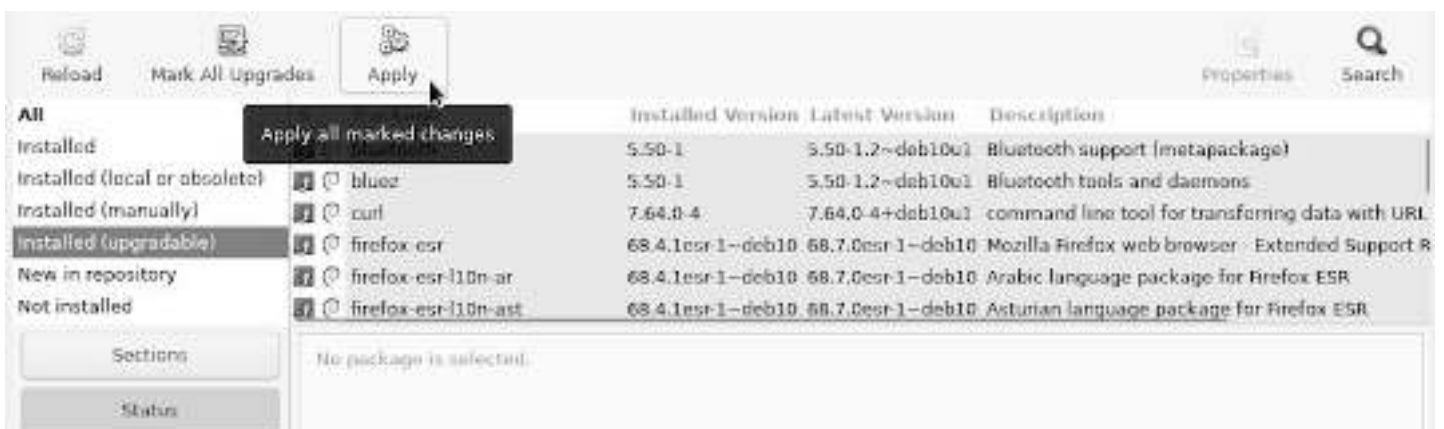 Reload Mark All Upgrades Apply Properties Search
All Installed Version Latest Version Description
Apply all marked changes
Installed 5.50-1 5.50-1.2~deb10u1 Bluetooth support (metapackage)
Installed (local or obsolete) bluez 5.50-1 5.50-1.2~deb10u1 Bluetooth tools and daemons
Installed (manually) curl 7.64.0-4 7.64.0-4+deb10u1 command line tool for transferring data with URL
Installed (upgradable) firefox-esr 68.4.1esr-1~deb10 68.7.0esr-1~deb10 Mozilla Firefox web browser - Extended Support R
New in repository firefox-esr-l10n-ar 68.4.1esr-1~deb10 68.7.0esr-1~deb10 Arabic language package for Firefox ESR
Not installed firefox-esr-l10n-ast 68.4.1esr-1~deb10 68.7.0esr-1~deb10 Asturian language package for Firefox ESR
Sections No package is selected.
Status